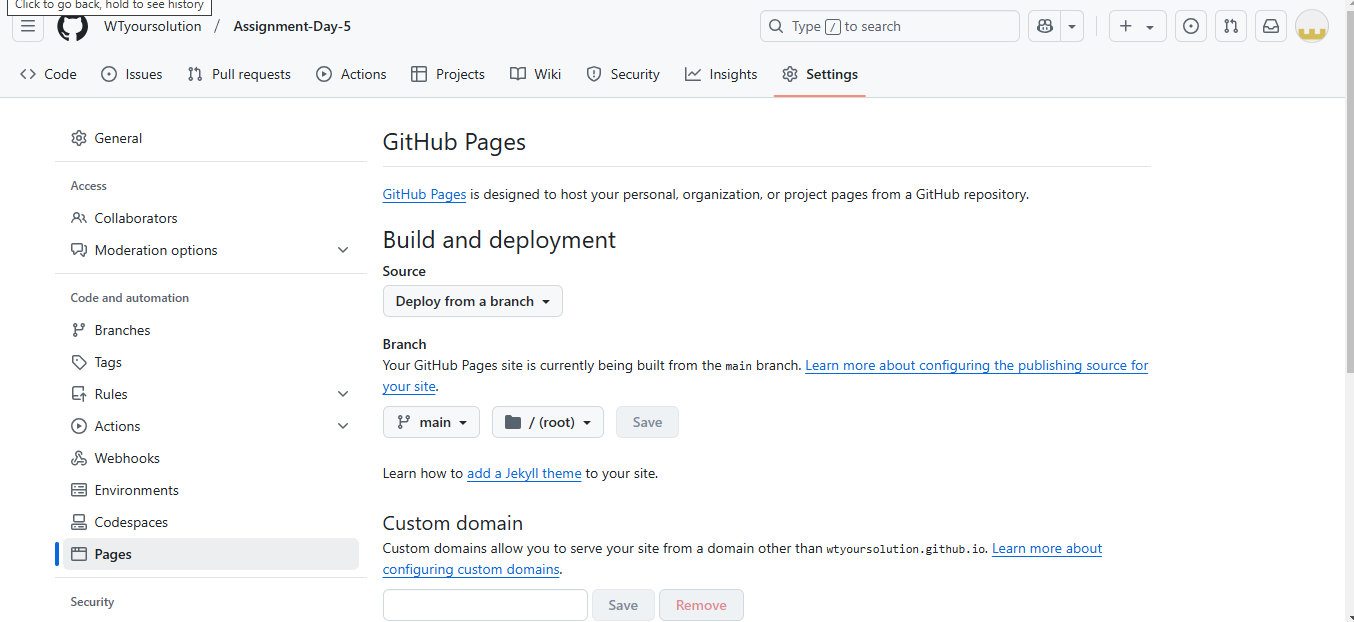 Click to go back, hold to see history
WTyoursolution / Assignment-Day-5
Type / to search
Code Issues Pull requests Actions Projects Wiki Security Insights Settings
General
Access
Collaborators
Moderation options
Code and automation
Branches
Tags
Rules
Actions
Webhooks
Environments
Codespaces
Pages
Security
GitHub Pages
GitHub Pages is designed to host your personal, organization, or project pages from a GitHub repository.
Build and deployment
Source
Deploy from a branch
Branch
Your GitHub Pages site is currently being built from the main branch. Learn more about configuring the publishing source for
your site.
main / (root) Save
Learn how to add a Jekyll theme to your site.
Custom domain
Custom domains allow you to serve your site from a domain other than wtyoursolution.github.io. Learn more about
configuring custom domains.
Save Remove